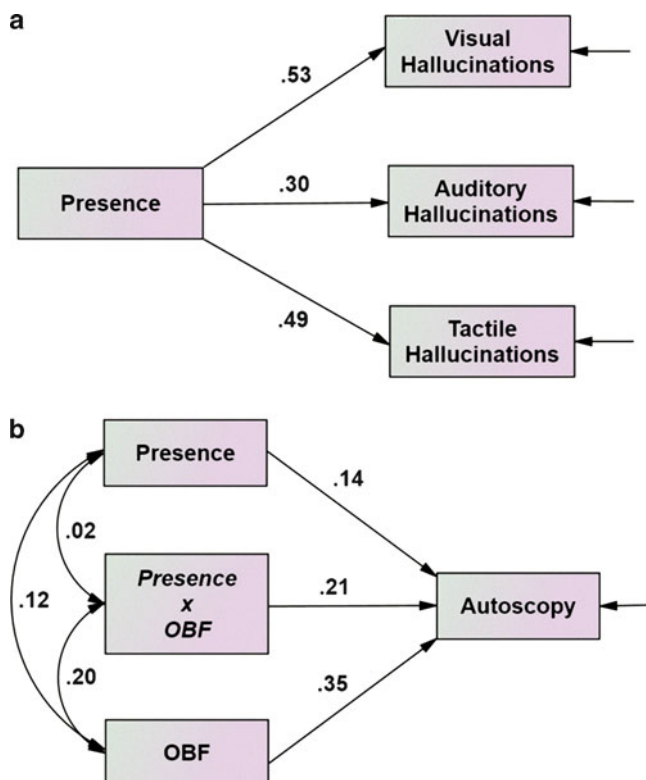 a
Visual
Hallucinations
.53
Presence
.30
Auditory
Hallucinations
.49
Tactile
Hallucinations
b
Presence
.14
.02
Presence
x
OBF
.21
Autoscopy
.12
.20
.35
OBF